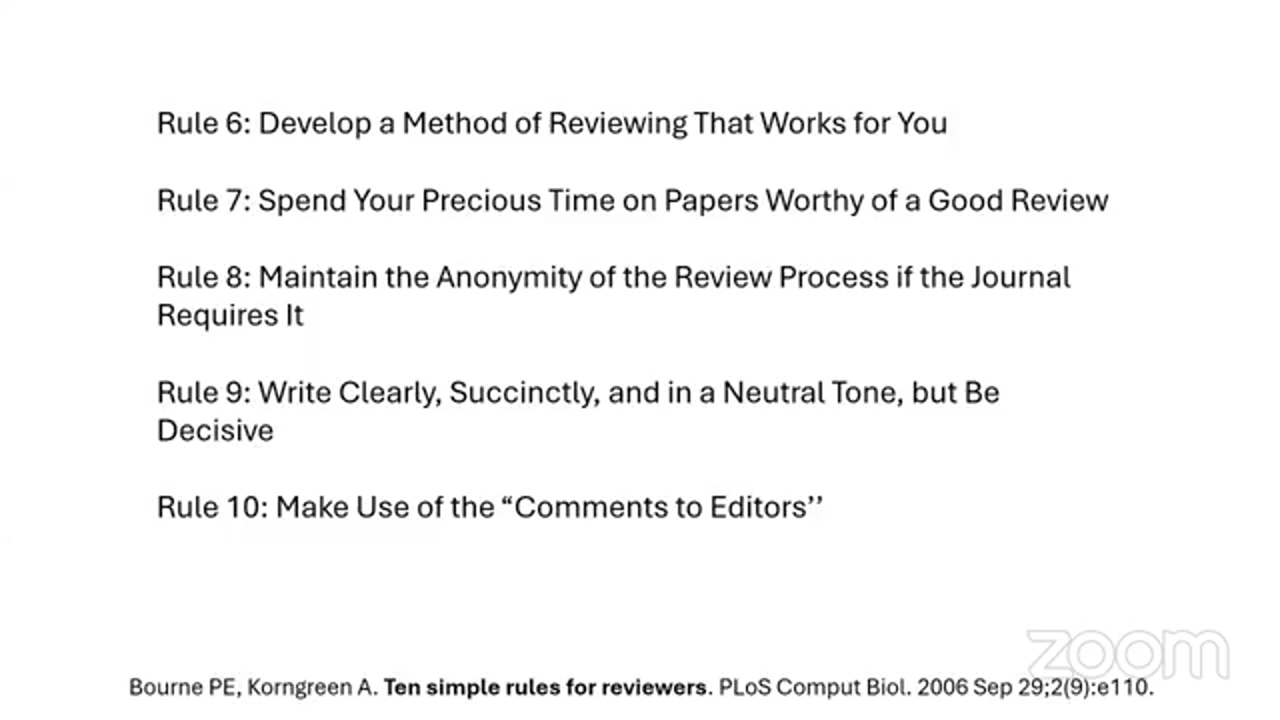 Rule 6: Develop a Method of Reviewing That Works for You
Rule 7: Spend Your Precious Time on Papers Worthy of a Good Review
Rule 8: Maintain the Anonymity of the Review Process if the Journal
Requires It
Rule 9: Write Clearly, Succinctly, and in a Neutral Tone, but Be
Decisive
Rule 10: Make Use of the “Comments to Editors’’
zoom
Bourne PE, Korngreen A. Ten simple rules for reviewers. PLoS Comput Biol. 2006 Sep 29;2(9):e110.